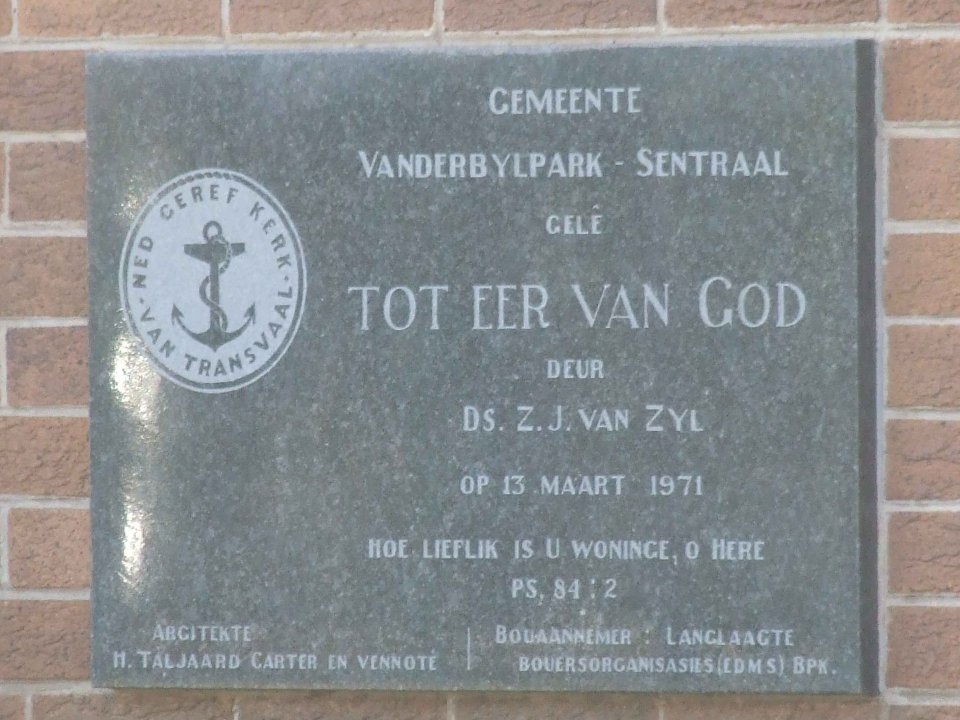 GEMEENTE
VANDERBYLPARK - SENTRAAL
GELÊ
TOT EER VAN GOD
DEUR
DS. Z.J. VAN ZYL
OP 13 MAART 1971
HOE LIEFLIK IS U WONINGE, O HERE
PS, 84 : 2
ARGITEKTE
H. TALJAARD CARTER EN VENNOTE
BOUAANNEMER : LANGLAAGTE
BOUERSORGANISASIES (EDMS) BPK.
NED GEREF KERK
· VAN TRANSVAAL ·